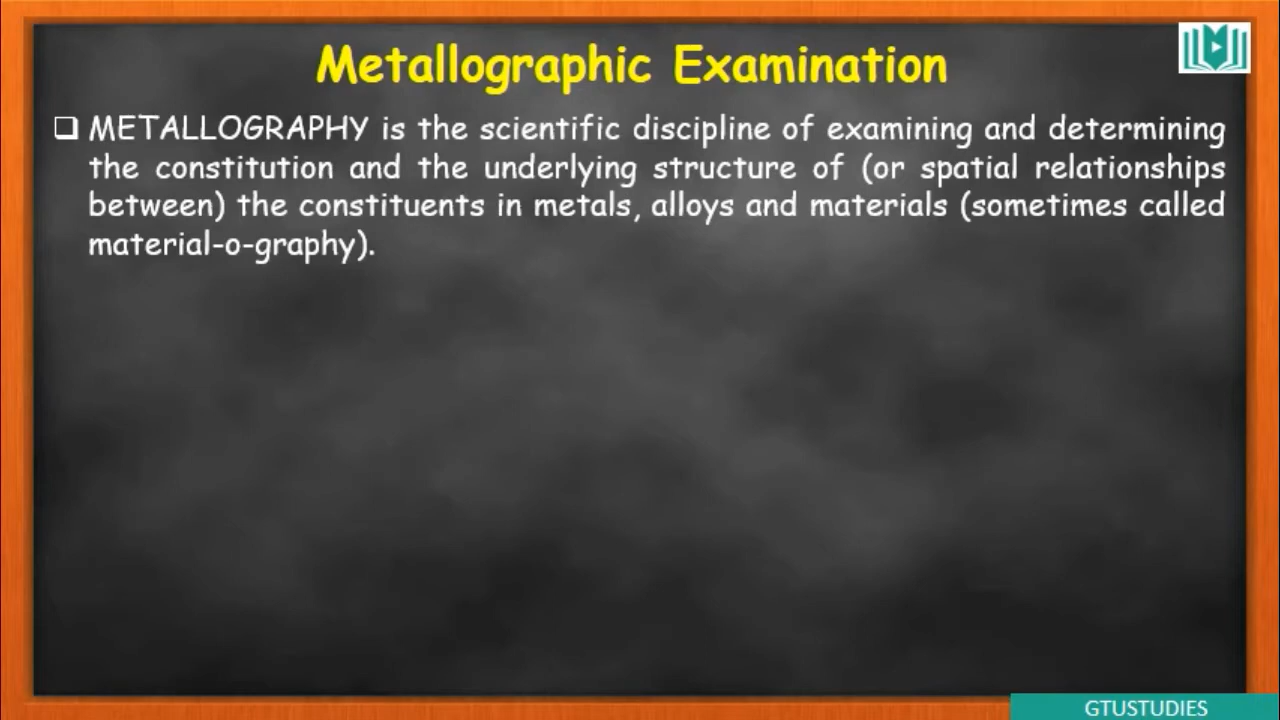 Metallographic Examination
METALLOGRAPHY is the scientific discipline of examining and determining
the constitution and the underlying structure of (or spatial relationships
between) the constituents in metals, alloys and materials (sometimes called
material-o-graphy).
GTUSTUDIES